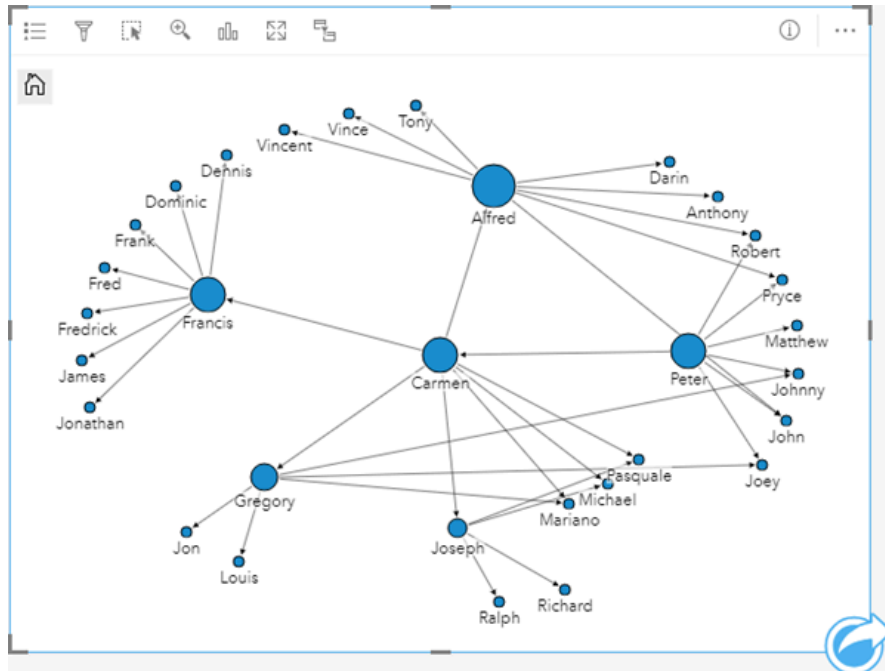 Tony
Vince
Vincent
Dennis
Darin
Dominic
Anthony
Alfred
Frank
Robert
Fred
Pryce
Francis
Fredrick
Matthew
James
Carmen
Peter
Johnny
Jonathan
John
Pasquale
Joey
Gregory
Michael
Mariano
Jon
Joseph
Louis
Richard
Ralph